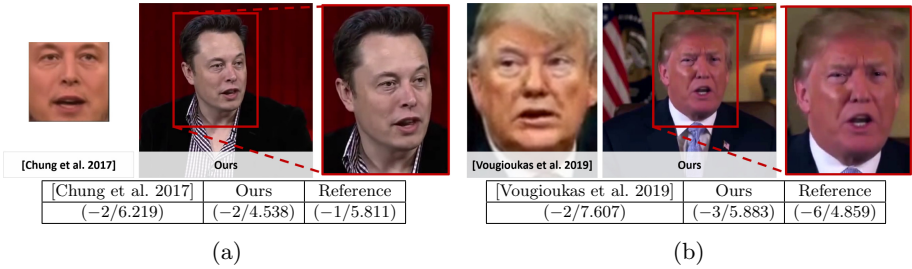 [Chung et al. 2017]
Ours
[Vougioukas et al. 2019]
Ours
[Chung et al. 2017] Ours Reference
(−2/6.219) (−2/4.538) (−1/5.811)
[Vougioukas et al. 2019] Ours Reference
(−2/7.607) (−3/5.883) (−6/4.859)
(a)
(b)